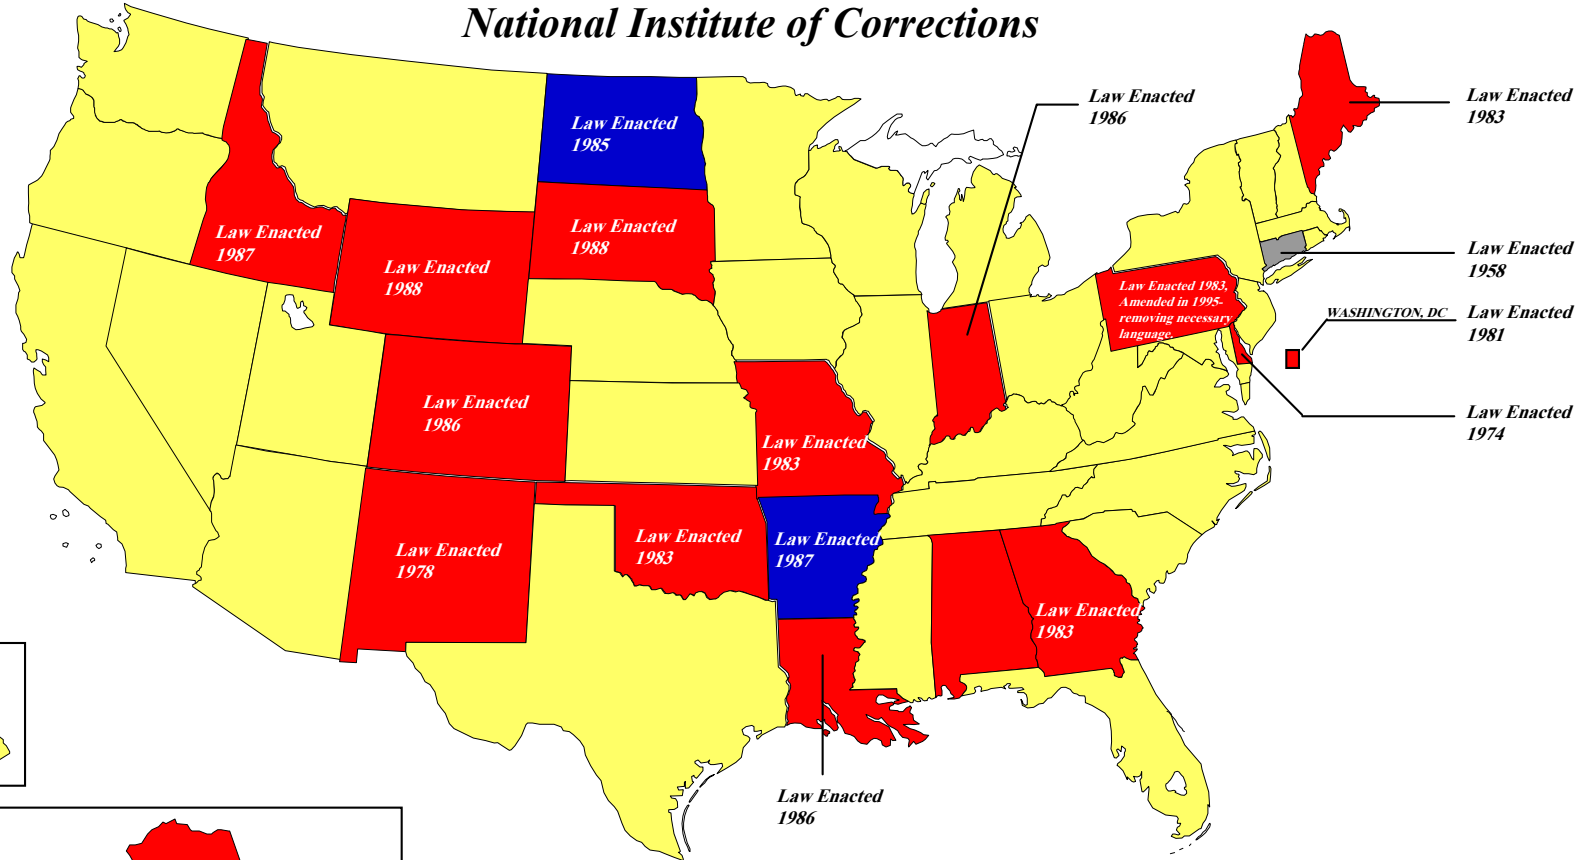 National Institute of Corrections
Law Enacted
1986
Law Enacted
1983
Law Enacted
1985
Law Enacted
1987
Law Enacted
1988
Law Enacted
1988
Law Enacted
1958
Law Enacted 1983,
Amended in 1995-
removing necessary
language.
WASHINGTON, DC
Law Enacted
1981
Law Enacted
1986
Law Enacted
1974
Law Enacted
1983
Law Enacted
1978
Law Enacted
1983
Law Enacted
1987
Law Enacted
1983
Law Enacted
1986